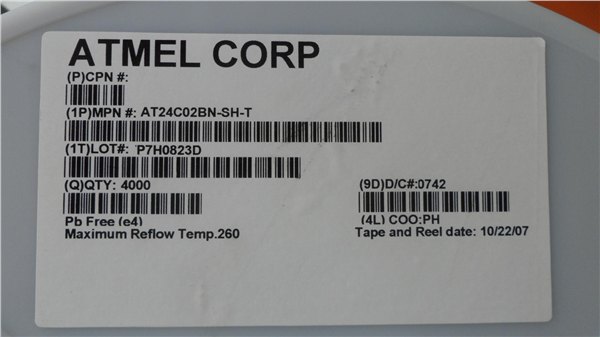 ATMEL CORP
(P)CPN #:
(1P)MPN #: AT24C02BN-SH-T
(1T)LOT#: P7H0823D
(Q)QTY: 4000
(9D)D/C#:0742
Pb Free (e4)
(4L) COO:PH
Maximum Reflow Temp.260
Tape and Reel date: 10/22/07